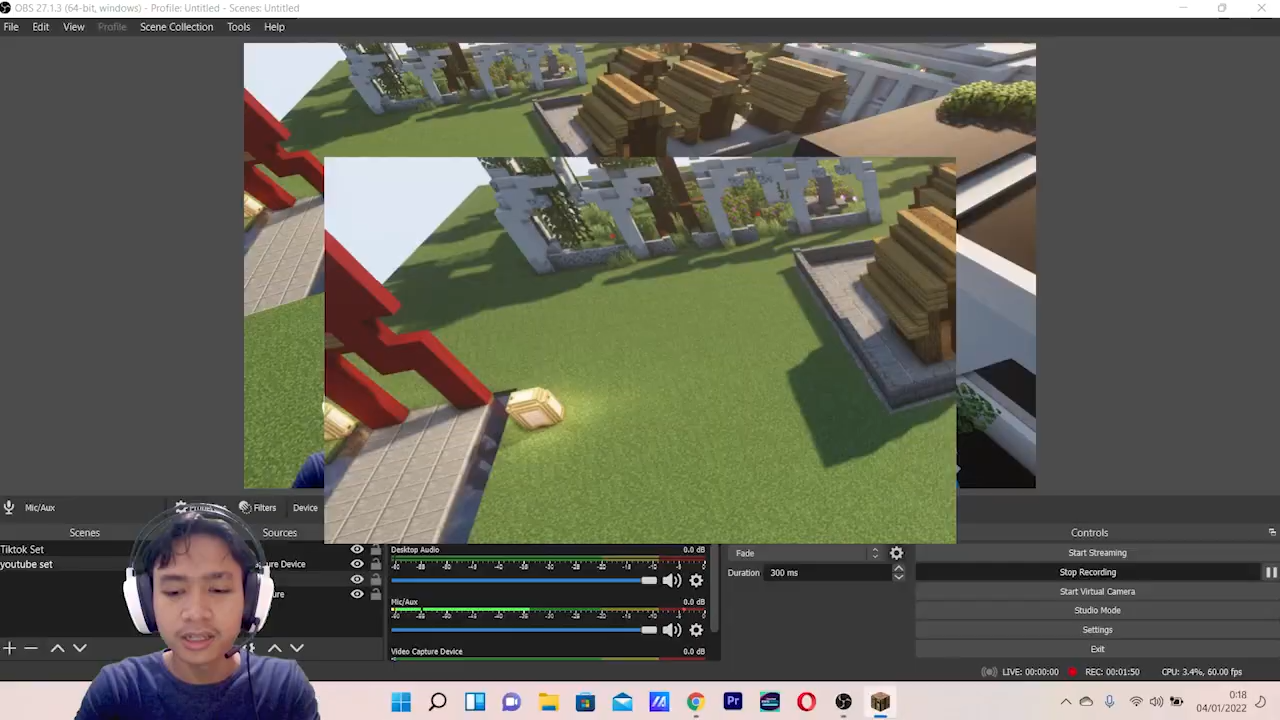 OBS 27.1.3 (64-bit, windows) - Profile: Untitled - Scenes: Untitled
File Edit View Profile Scene Collection Tools Help
Mic/Aux Filters Device
Scenes
Sources
Tiktok Set
youtube set
Device
Desktop Audio 0.0 dB
Mic/Aux 0.0 dB
Video Capture Device 0.0 dB
Fade
Duration 300 ms
Controls
Start Streaming
Stop Recording
Start Virtual Camera
Studio Mode
Settings
Exit
LIVE: 00:00:00 REC: 00:01:50 CPU: 3.4%, 60.00 fps
Pr
0:18
04/01/2022